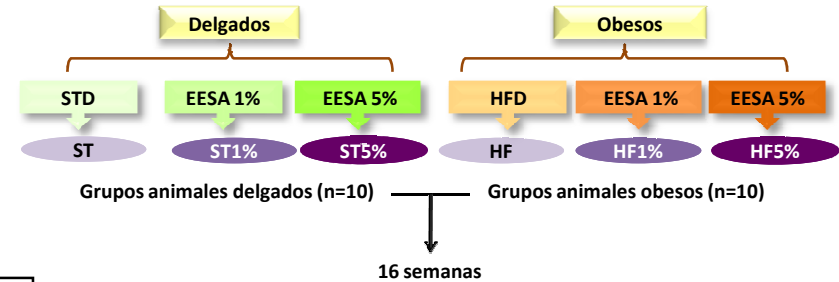 Delgados Obesos
STD EESA 1% EESA 5% HFD EESA 1% EESA 5%
ST ST1% ST5% HF HF1% HF5%
Grupos animales delgados (n=10) Grupos animales obesos (n=10)
16 semanas